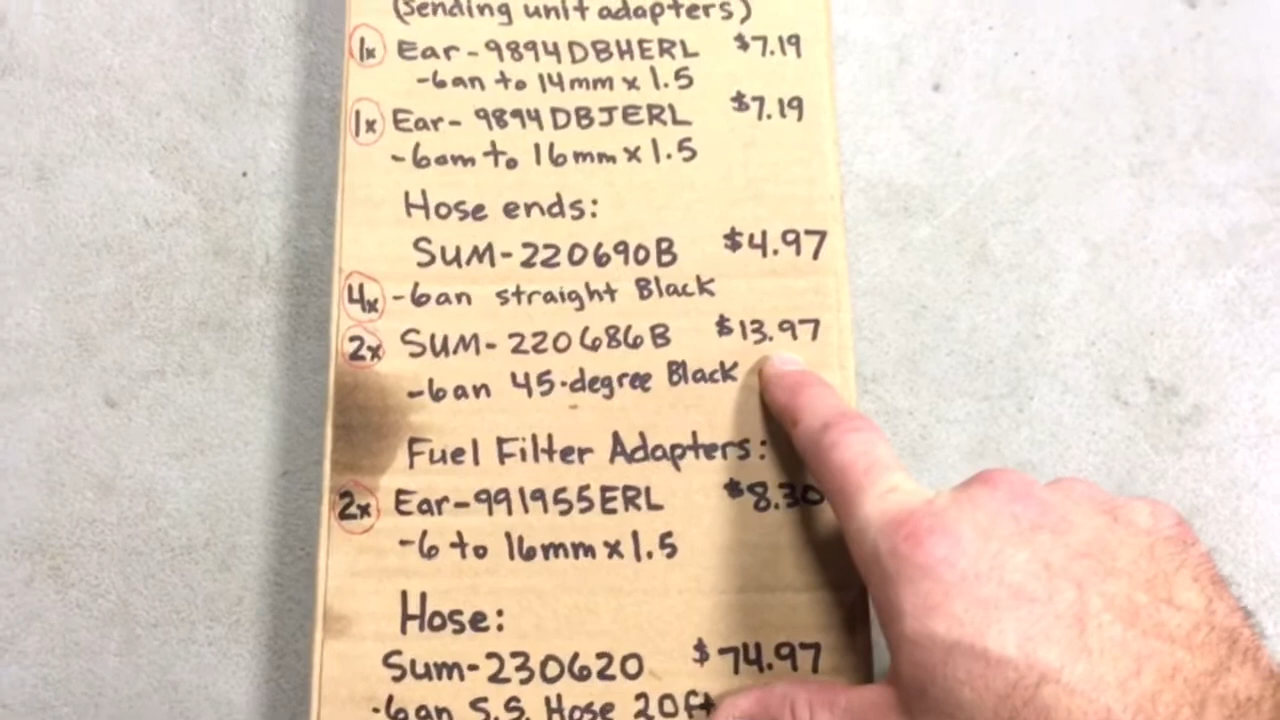 (Sending unit adapters)
1x Ear-9894DBHERL $7.19
-6an to 14mm x 1.5
1x Ear-9894DBJERL $7.19
-6am to 16mm x 1.5
Hose ends:
SUM-220690B $4.97
4x -6an straight Black
2x SUM-220686B $13.97
-6an 45-degree Black
Fuel Filter Adapters:
2x Ear-991955ERL $8.30
-6 to 16mm x 1.5
Hose:
Sum-230620 $74.97
-6an S.S. Hose 20ft